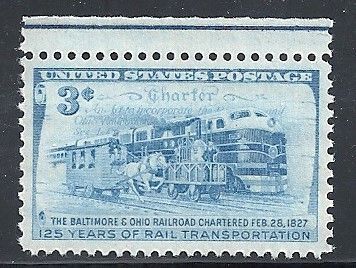 UNITED STATES POSTAGE
3¢
Charter
THE BALTIMORE & OHIO RAILROAD CHARTERED FEB. 28, 1827
125 YEARS OF RAIL TRANSPORTATION